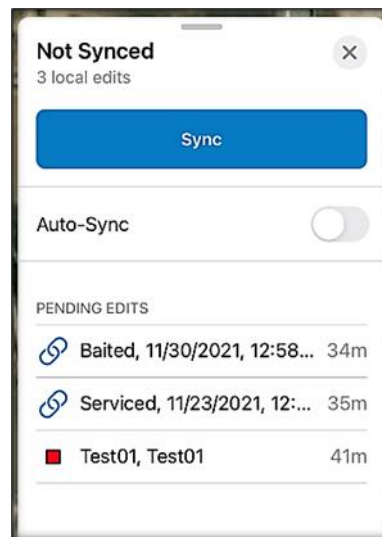 Not Synced
3 local edits
Sync
Auto-Sync
PENDING EDITS
Baited, 11/30/2021, 12:58... 34m
Serviced, 11/23/2021, 12:... 35m
Test01, Test01 41m